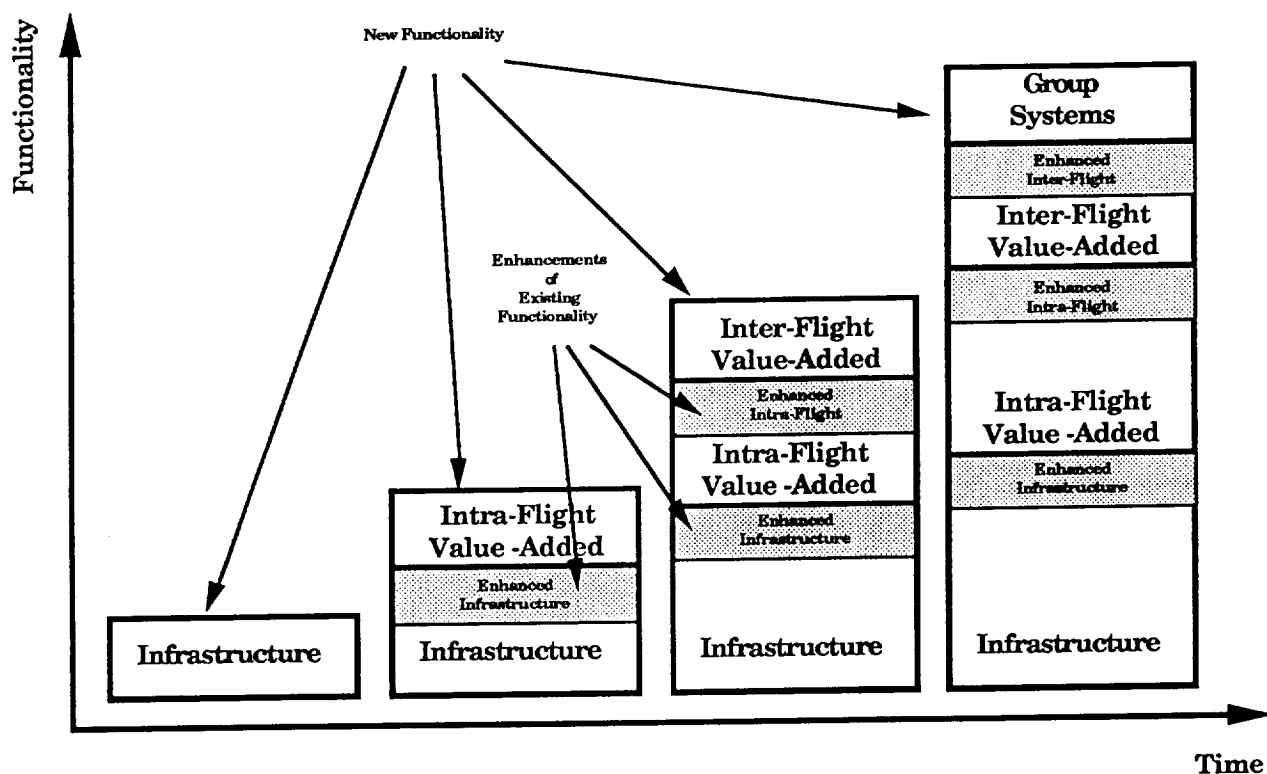 Functionality
New Functionality
Enhancements
of
Existing
Functionality
Infrastructure
Intra-Flight
Value -Added
Enhanced
Infrastructure
Infrastructure
Inter-Flight
Value-Added
Enhanced
Intra-Flight
Intra-Flight
Value -Added
Enhanced
Infrastructure
Infrastructure
Group
Systems
Enhanced
Inter-Flight
Inter-Flight
Value-Added
Enhanced
Intra-Flight
Intra-Flight
Value -Added
Enhanced
Infrastructure
Infrastructure
Time